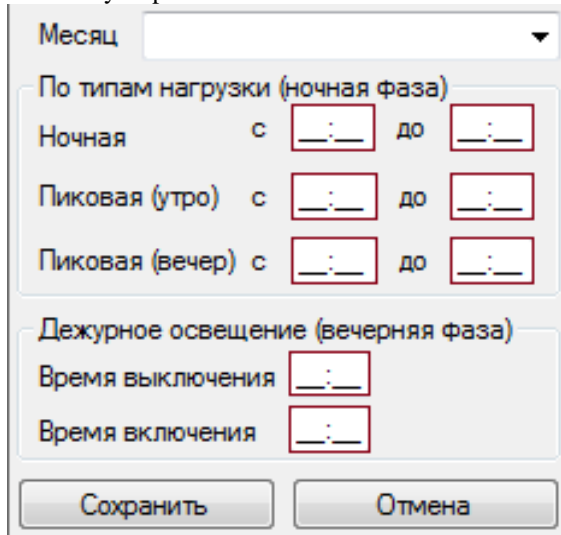 Месяц
По типам нагрузки (ночная фаза)
Ночная с __:__ до __:__
Пиковая (утро) с __:__ до __:__
Пиковая (вечер) с __:__ до __:__
Дежурное освещение (вечерняя фаза)
Время выключения __:__
Время включения __:__
Сохранить Отмена